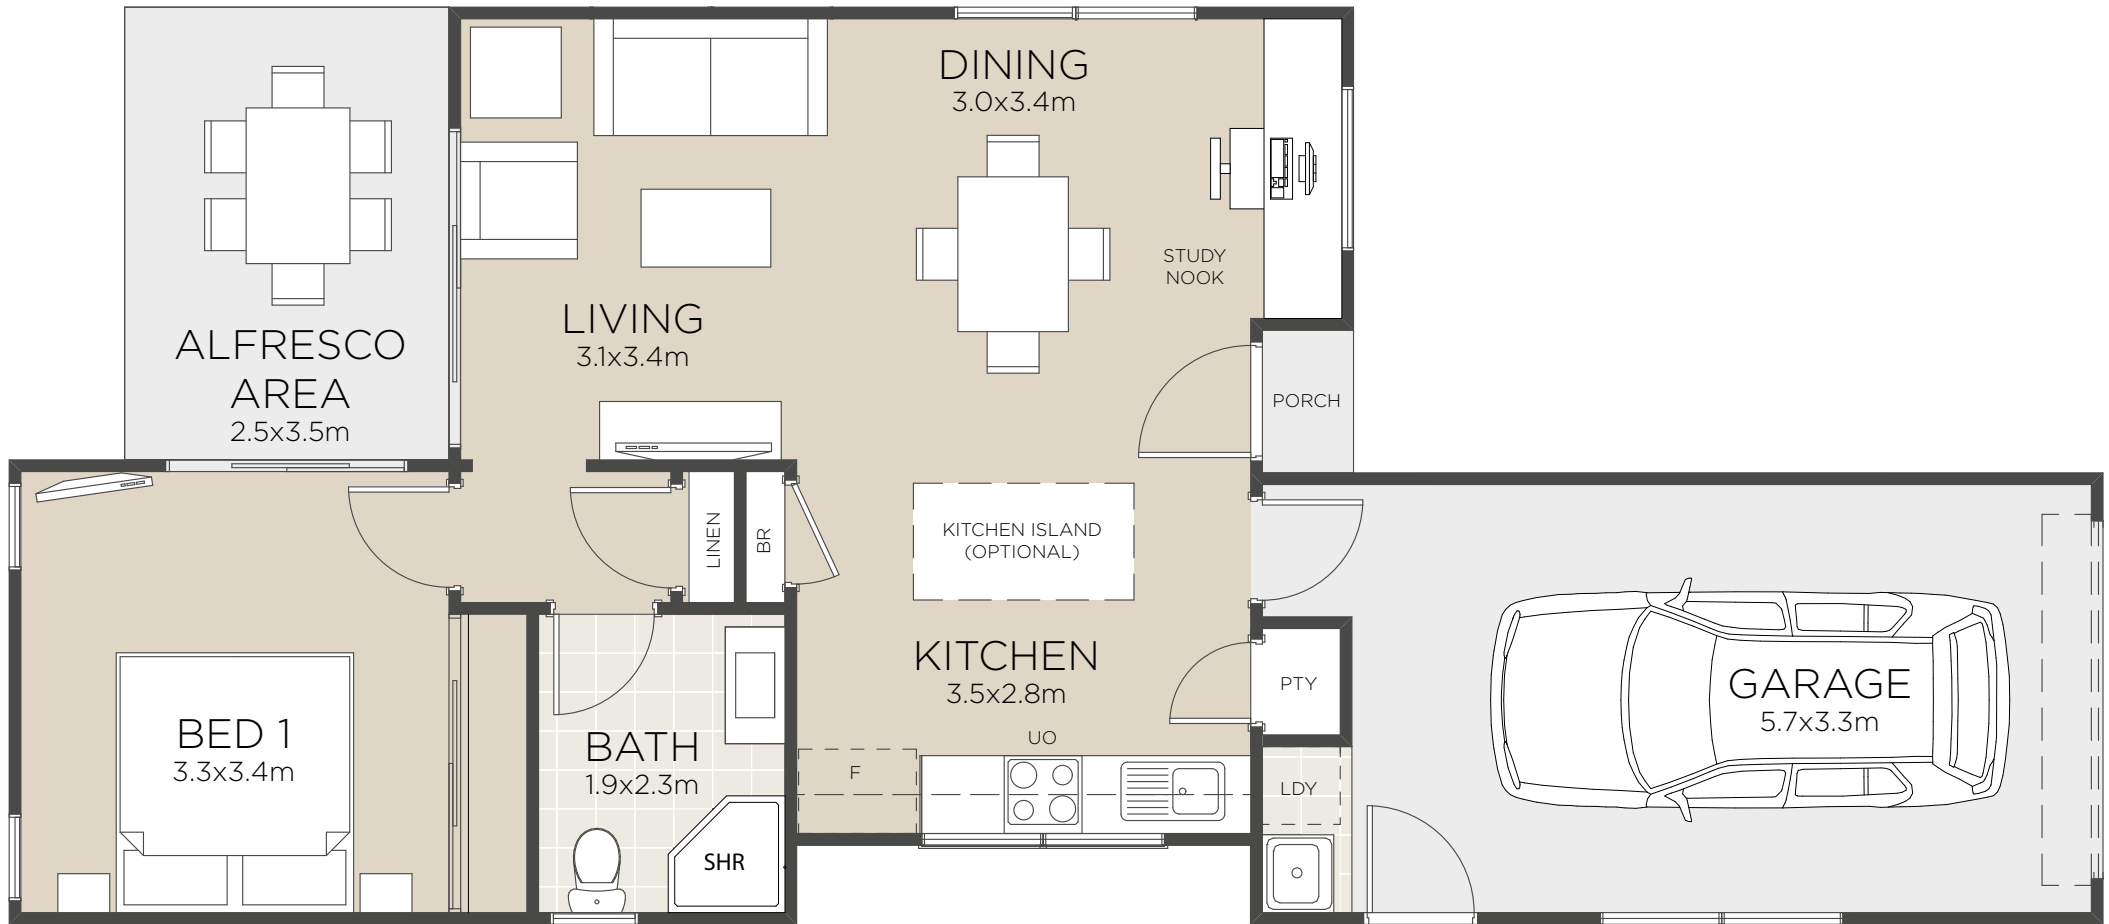 DINING
3.0x3.4m
STUDY
NOOK
LIVING
3.1x3.4m
ALFRESCO
AREA
2.5x3.5m
PORCH
LINEN
BR
KITCHEN ISLAND
(OPTIONAL)
KITCHEN
3.5x2.8m
UO
F
PTY
LDY
GARAGE
5.7x3.3m
BED 1
3.3x3.4m
BATH
1.9x2.3m
SHR